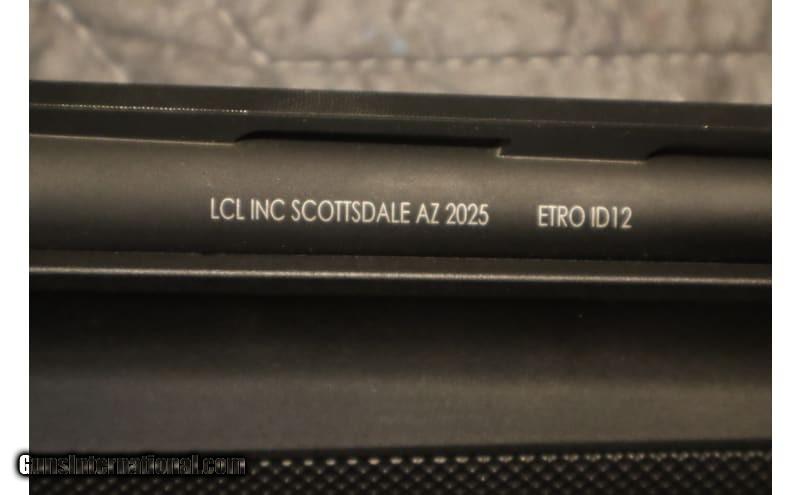 LCL INC SCOTTSDALE AZ 2025 ETRO ID12
GunsInternational.com